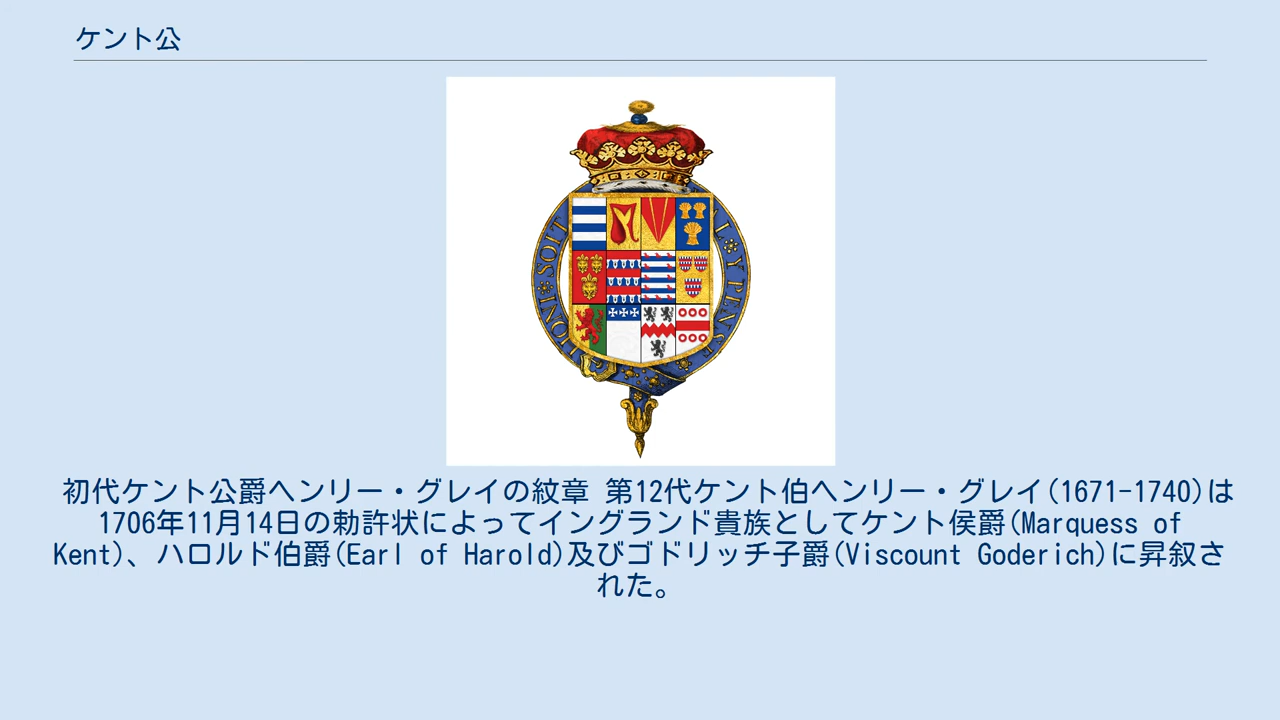 ケント公
IONI·SOIT
L·Y·PENSE
初代ケント公爵ヘンリー・グレイの紋章 第12代ケント伯ヘンリー・グレイ(1671-1740)は
1706年11月14日の勅許状によってイングランド貴族としてケント侯爵(Marquess of
Kent)、ハロルド伯爵(Earl of Harold)及びゴドリッチ子爵(Viscount Goderich)に昇叙さ
れた。